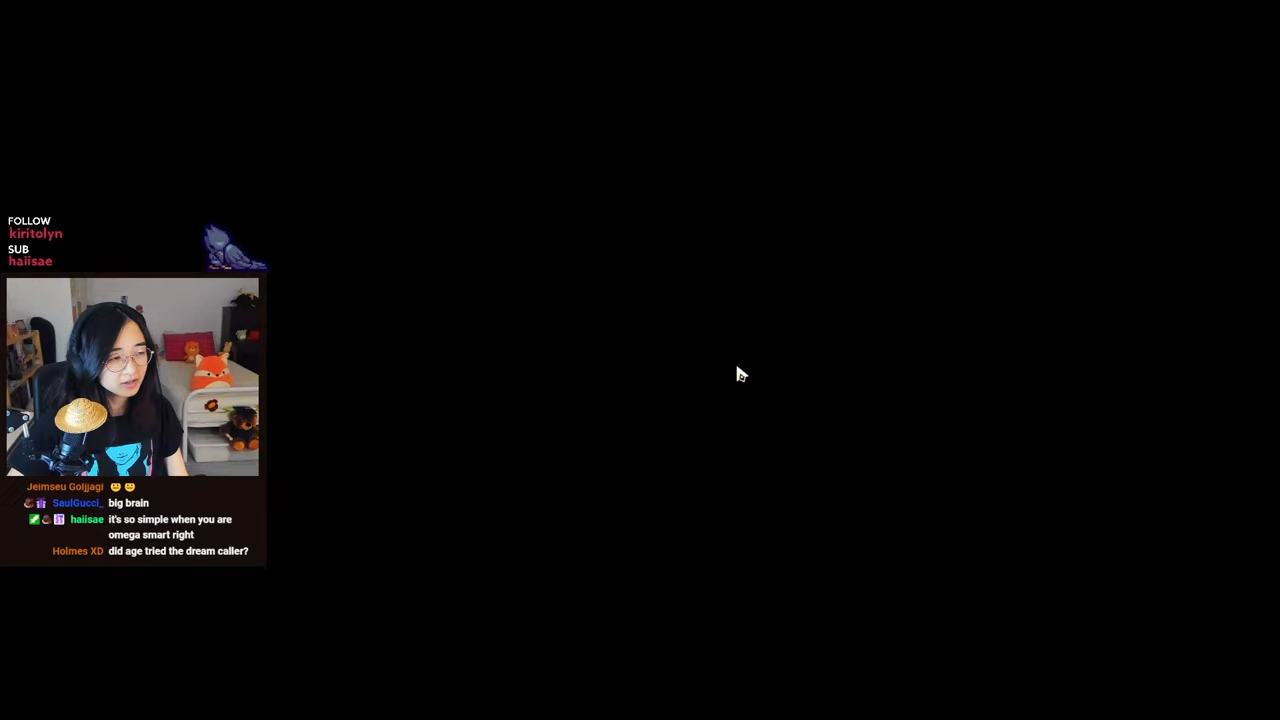 FOLLOW
kiritolyn
SUB
haiisae
Jeimseu Goljjagi 😐 😐
SaulGucci_ big brain
haiisae it's so simple when you are
omega smart right
Holmes XD did age tried the dream caller?